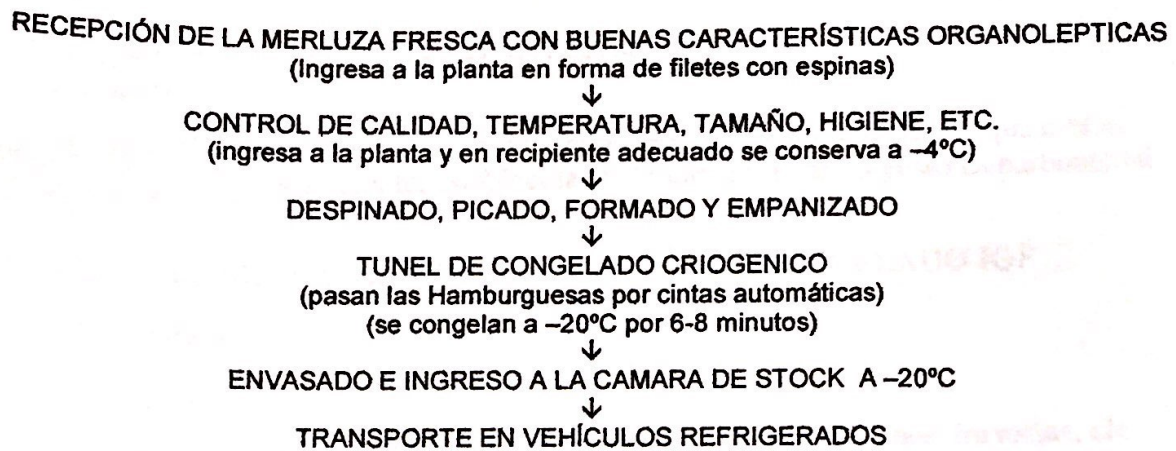 RECEPCIÓN DE LA MERLUZA FRESCA CON BUENAS CARACTERÍSTICAS ORGANOLEPTICAS
(Ingresa a la planta en forma de filetes con espinas)
↓
CONTROL DE CALIDAD, TEMPERATURA, TAMAÑO, HIGIENE, ETC.
(ingresa a la planta y en recipiente adecuado se conserva a –4ºC)
↓
DESPINADO, PICADO, FORMADO Y EMPANIZADO
↓
TUNEL DE CONGELADO CRIOGENICO
(pasan las Hamburguesas por cintas automáticas)
(se congelan a –20ºC por 6-8 minutos)
↓
ENVASADO E INGRESO A LA CAMARA DE STOCK A –20ºC
↓
TRANSPORTE EN VEHÍCULOS REFRIGERADOS